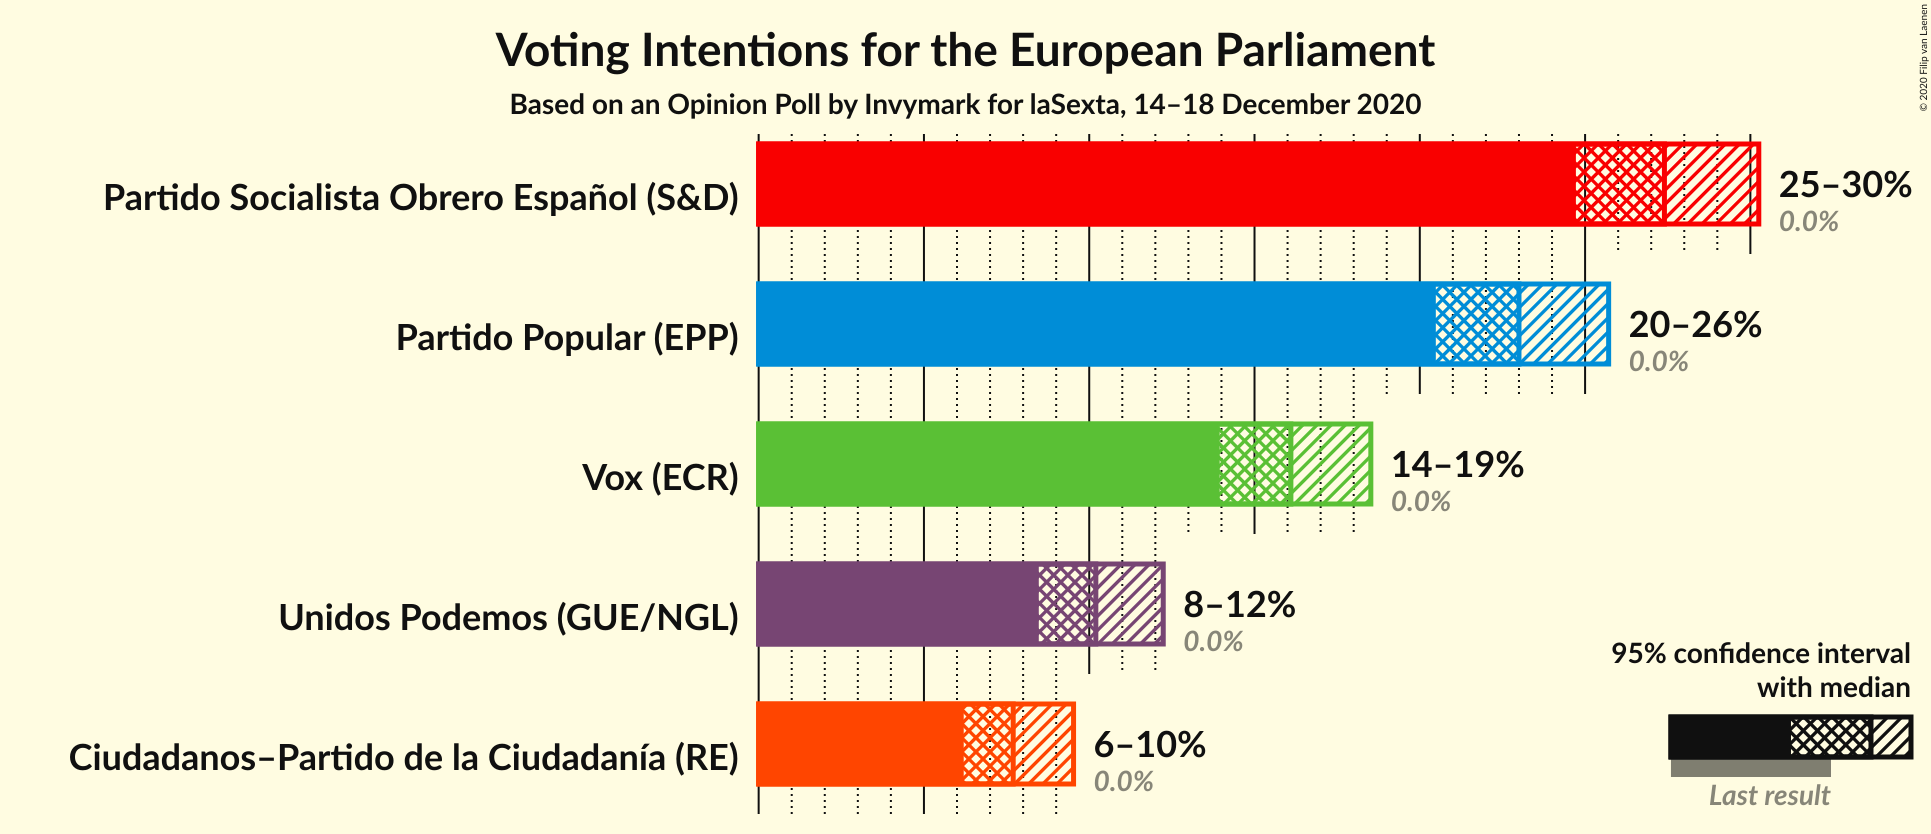 Voting Intentions for the European Parliament
Based on an Opinion Poll by Invymark for laSexta, 14–18 December 2020
© 2020 Filip van Laenen
Partido Socialista Obrero Español (S&D)
25–30%
0.0%
Partido Popular (EPP)
20–26%
0.0%
Vox (ECR)
14–19%
0.0%
Unidos Podemos (GUE/NGL)
8–12%
0.0%
Ciudadanos–Partido de la Ciudadanía (RE)
6–10%
0.0%
95% confidence interval
with median
Last result